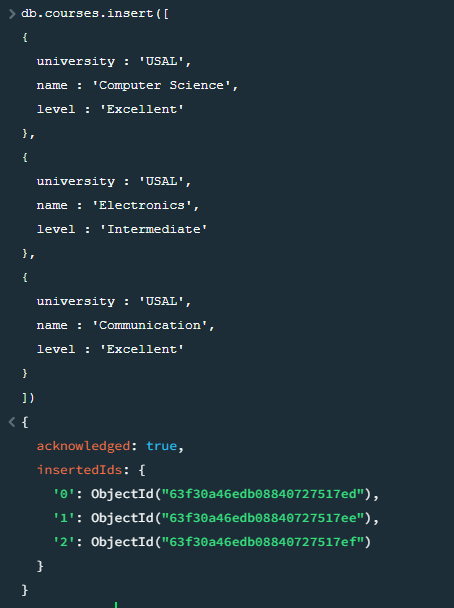 db.courses.insert([
{
university : 'USAL',
name : 'Computer Science',
level : 'Excellent'
},
{
university : 'USAL',
name : 'Electronics',
level : 'Intermediate'
},
{
university : 'USAL',
name : 'Communication',
level : 'Excellent'
}
])
{
acknowledged: true,
insertedIds: {
'0': ObjectId("63f30a46edb08840727517ed"),
'1': ObjectId("63f30a46edb08840727517ee"),
'2': ObjectId("63f30a46edb08840727517ef")
}
}